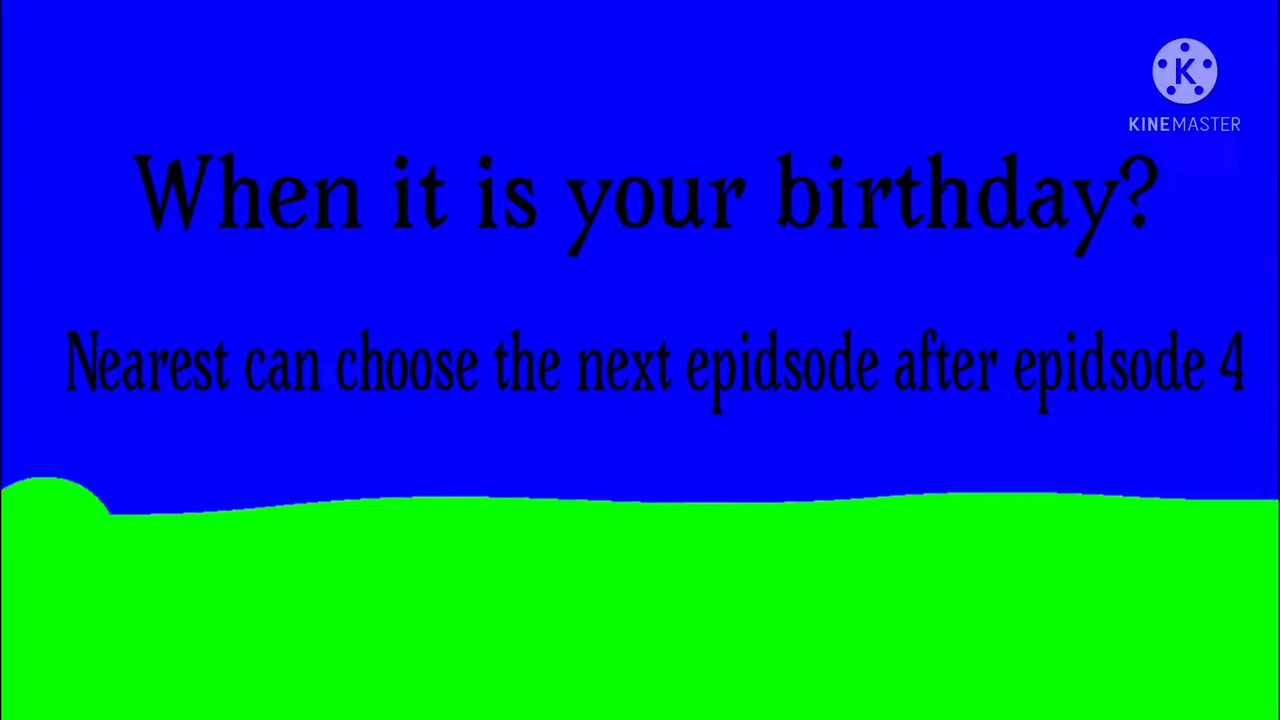 K
KINEMASTER
When it is your birthday?
Nearest can choose the next epidsode after epidsode 4